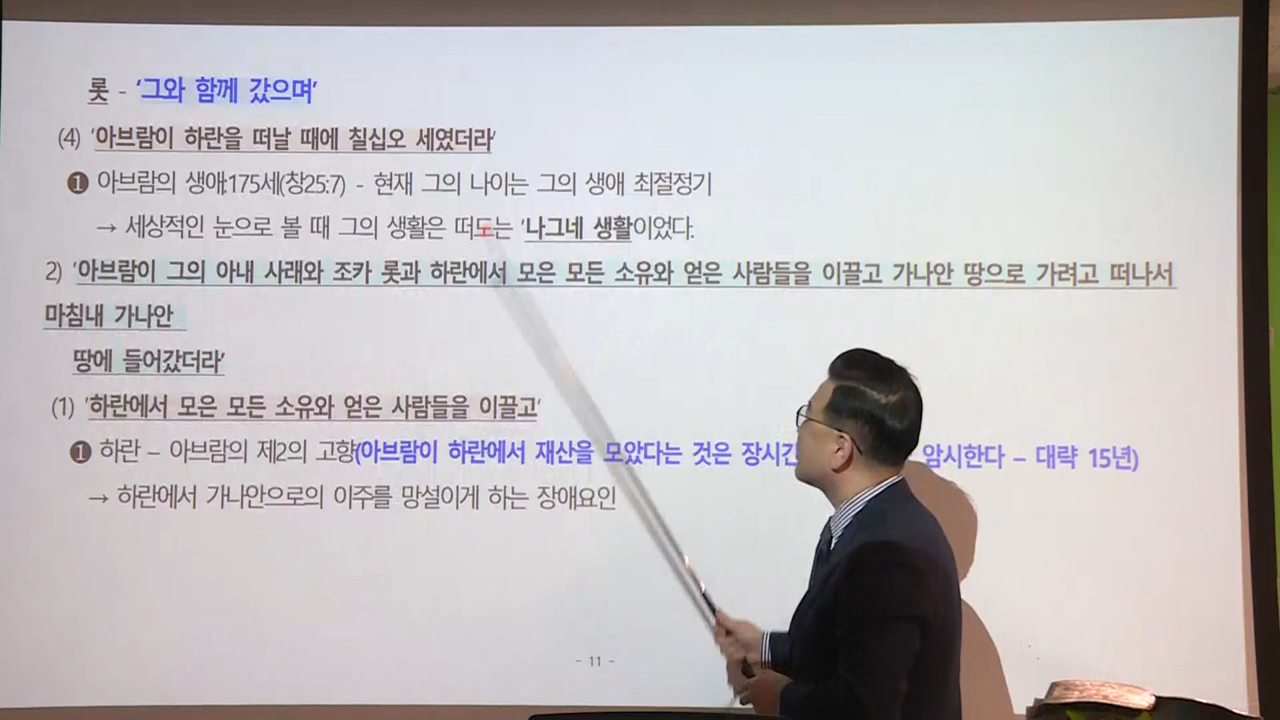 롯 - ‘그와 함께 갔으며’
(4) ‘아브람이 하란을 떠날 때에 칠십오 세였더라’
❶ 아브람의 생애:175세(창25:7) - 현재 그의 나이는 그의 생애 최절정기
→ 세상적인 눈으로 볼 때 그의 생활은 떠도는 ‘나그네 생활이었다.
2) ‘아브람이 그의 아내 사래와 조카 롯과 하란에서 모은 모든 소유와 얻은 사람들을 이끌고 가나안 땅으로 가려고 떠나서
마침내 가나안
땅에 들어갔더라’
(1) ‘하란에서 모은 모든 소유와 얻은 사람들을 이끌고’
❶ 하란 – 아브람의 제2의 고향(아브람이 하란에서 재산을 모았다는 것은 암시한다 – 대략 15년)
→ 하란에서 가나안으로의 이주를 망설이게 하는 장애요인
- 11 -